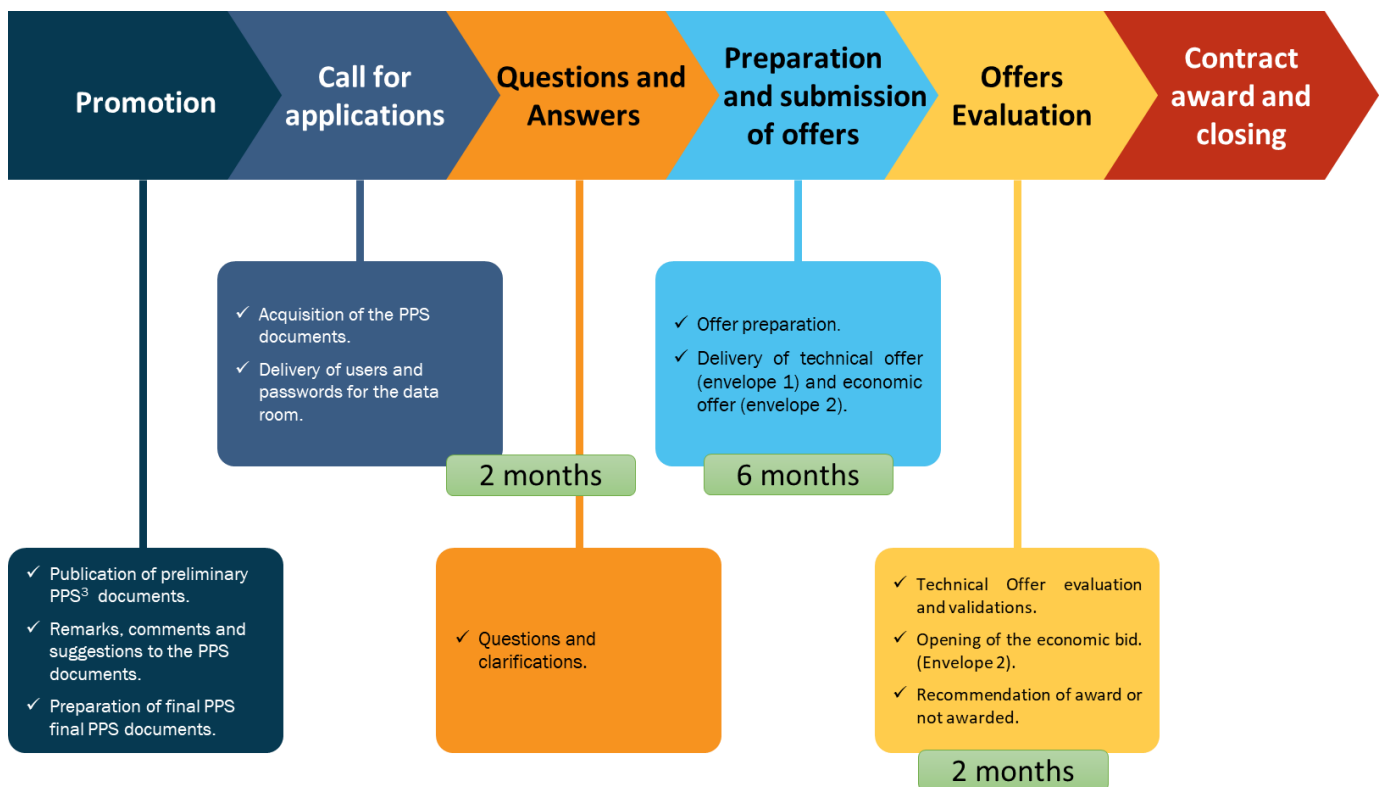 Promotion
Call for
applications
Questions and
Answers
Preparation
and submission
of offers
Offers
Evaluation
Contract
award and
closing
✓ Acquisition of the PPS
documents.
✓ Delivery of users and
passwords for the data
room.
✓ Offer preparation.
✓ Delivery of technical offer
(envelope 1) and economic
offer (envelope 2).
2 months
6 months
✓ Publication of preliminary
PPS³ documents.
✓ Remarks, comments and
suggestions to the PPS
documents.
✓ Preparation of final PPS
final PPS documents.
✓ Questions and
clarifications.
✓ Technical Offer evaluation
and validations.
✓ Opening of the economic bid.
(Envelope 2).
✓ Recommendation of award or
not awarded.
2 months